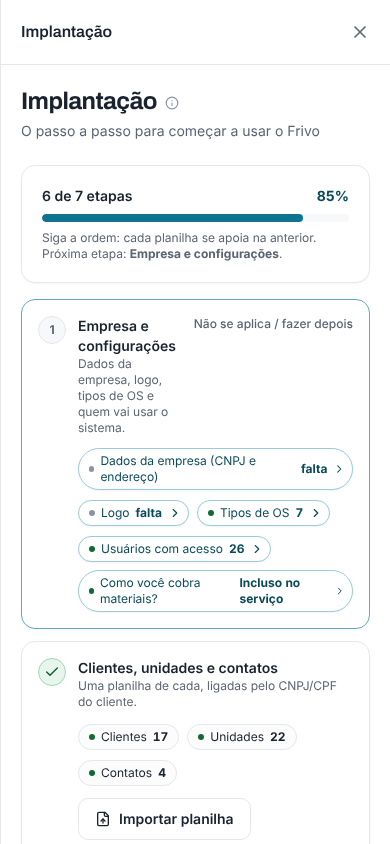 Implantação
Implantação
O passo a passo para começar a usar o Frivo
6 de 7 etapas 85%
Siga a ordem: cada planilha se apoia na anterior.
Próxima etapa: Empresa e configurações.
1
Empresa e
configurações
Não se aplica / fazer depois
Dados da
empresa, logo,
tipos de OS e
quem vai usar o
sistema.
Dados da empresa (CNPJ e
endereço) falta
Logo falta Tipos de OS 7
Usuários com acesso 26
Como você cobra
materiais?
Incluso no
serviço
Clientes, unidades e contatos
Uma planilha de cada, ligadas pelo CNPJ/CPF
do cliente.
Clientes 17 Unidades 22
Contatos 4
Importar planilha